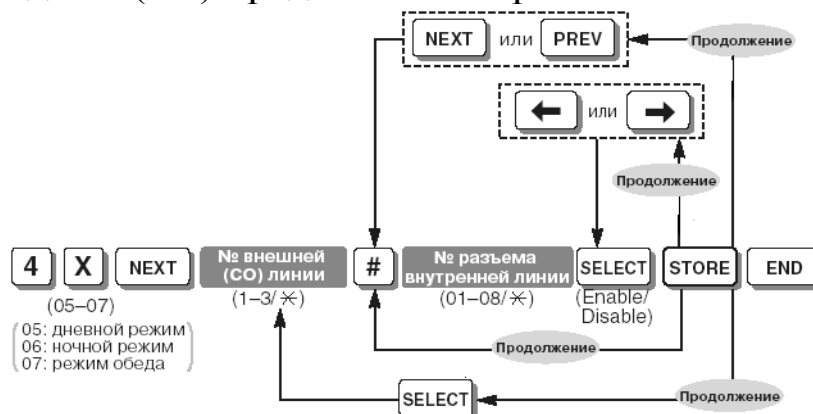 NEXT или PREV
Продолжение
← или →
Продолжение
4 X NEXT № внешней (СО) линии # № разъема внутренней линии SELECT STORE END
(05–07)
(1–3/✳)
(01–08/✳)
(Enable/
Disable)
05: дневной режим
06: ночной режим
07: режим обеда
Продолжение
SELECT
Продолжение